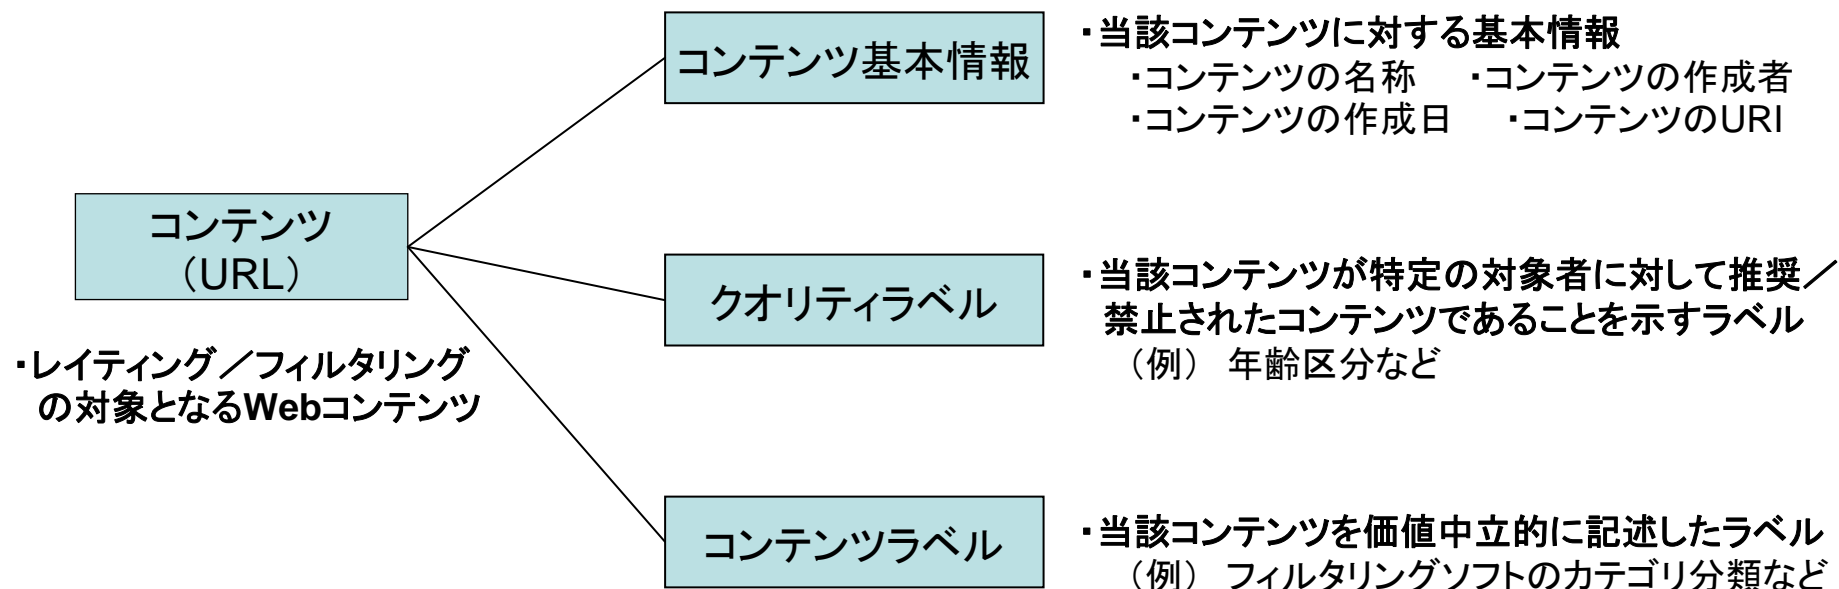 コンテンツ基本情報
・当該コンテンツに対する基本情報
・コンテンツの名称 ・コンテンツの作成者
・コンテンツの作成日 ・コンテンツのURI
コンテンツ
（URL）
・レイティング／フィルタリング
の対象となるWebコンテンツ
クオリティラベル
・当該コンテンツが特定の対象者に対して推奨／
禁止されたコンテンツであることを示すラベル
（例） 年齢区分など
コンテンツラベル
・当該コンテンツを価値中立的に記述したラベル
（例） フィルタリングソフトのカテゴリ分類など